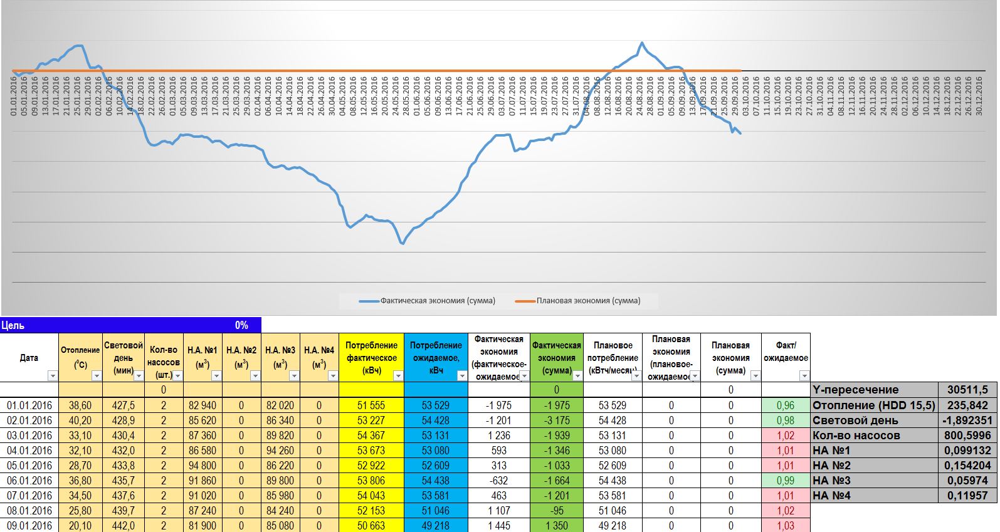 01.01.2016 05.01.2016 09.01.2016 13.01.2016 17.01.2016 21.01.2016 25.01.2016 29.01.2016 02.02.2016 06.02.2016 10.02.2016 14.02.2016 18.02.2016 22.02.2016 26.02.2016 01.03.2016 05.03.2016 09.03.2016 13.03.2016 17.03.2016 21.03.2016 25.03.2016 29.03.2016 02.04.2016 06.04.2016 10.04.2016 14.04.2016 18.04.2016 22.04.2016 26.04.2016 30.04.2016 04.05.2016 08.05.2016 12.05.2016 16.05.2016 20.05.2016 24.05.2016 28.05.2016 01.06.2016 05.06.2016 09.06.2016 13.06.2016 17.06.2016 21.06.2016 25.06.2016 29.06.2016 03.07.2016 07.07.2016 11.07.2016 15.07.2016 19.07.2016 23.07.2016 27.07.2016 31.07.2016 04.08.2016 08.08.2016 12.08.2016 16.08.2016 20.08.2016 24.08.2016 28.08.2016 01.09.2016 05.09.2016 09.09.2016 13.09.2016 17.09.2016 21.09.2016 25.09.2016 29.09.2016 03.10.2016 07.10.2016 11.10.2016 15.10.2016 19.10.2016 23.10.2016 27.10.2016 31.10.2016 04.11.2016 08.11.2016 12.11.2016 16.11.2016 20.11.2016 24.11.2016 28.11.2016 02.12.2016 06.12.2016 10.12.2016 14.12.2016 18.12.2016 22.12.2016 26.12.2016 30.12.2016
Фактическая экономия (сумма) Плановая экономия (сумма)
Цель 0%
Дата
Отопление
(⁰С)
Световой
день
(мин)
Кол-во
насосов
(шт.)
Н.А. №1
(м³)
Н.А. №2
(м³)
Н.А. №3
(м³)
Н.А. №4
(м³)
Потребление
фактическое
(кВч)
Потребление
ожидаемое,
кВч
Фактическая
экономия
(фактическое-
ожидаемое
Фактическая
экономия
(сумма)
Плановое
потребление
(кВтч/месяц)
Плановая
экономия
(плановое-
ожидаемое)
Плановая
экономия
(сумма)
Факт/
ожидаемое
0 0 0 Y-пересечение 30511,5
01.01.2016 38,60 427,5 2 82 940 0 82 020 0 51 555 53 529 -1 975 -1 975 53 529 0 0 0,96 Отопление (HDD 15,5) 235,842
02.01.2016 40,20 428,9 2 85 620 0 86 340 0 53 227 54 428 -1 201 -3 175 54 428 0 0 0,98 Световой день -1,892351
03.01.2016 33,10 430,4 2 87 360 0 89 820 0 54 367 53 131 1 236 -1 939 53 131 0 0 1,02 Кол-во насосов 800,5996
04.01.2016 32,10 432,0 2 86 580 0 94 260 0 53 673 53 080 593 -1 346 53 080 0 0 1,01 НА №1 0,099132
05.01.2016 28,70 433,8 2 94 800 0 86 220 0 52 922 52 609 313 -1 033 52 609 0 0 1,01 НА №2 0,154204
06.01.2016 36,80 435,7 2 91 860 0 89 800 0 53 806 54 438 -632 -1 664 54 438 0 0 0,99 НА №3 0,05974
07.01.2016 34,50 437,6 2 91 020 0 85 980 0 54 043 53 581 463 -1 201 53 581 0 0 1,01 НА №4 0,11957
08.01.2016 25,80 439,7 2 87 240 0 84 240 0 52 153 51 046 1 107 -95 51 046 0 0 1,02
09.01.2016 20,10 442,0 2 81 900 0 85 080 0 50 663 49 218 1 445 1 350 49 218 0 0 1,03